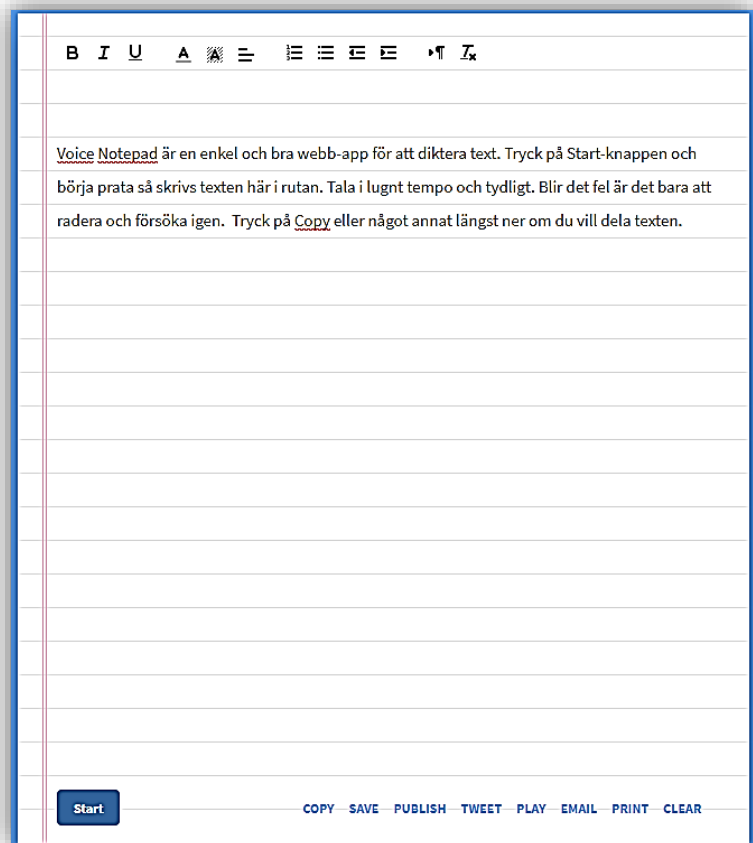 B I U A A
Voice Notepad är en enkel och bra webb-app för att diktera text. Tryck på Start-knappen och
börja prata så skrivs texten här i rutan. Tala i lugnt tempo och tydligt. Blir det fel är det bara att
radera och försöka igen.  Tryck på Copy eller något annat längst ner om du vill dela texten.
Start COPY SAVE PUBLISH TWEET PLAY EMAIL PRINT CLEAR